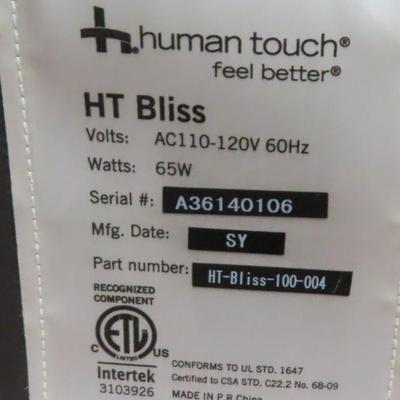 h. human touch®
feel better®
HT Bliss
Volts: AC110-120V 60Hz
Watts: 65W
Serial #: A36140106
Mfg. Date: SY
Part number: HT-Bliss-100-004
RECOGNIZED
COMPONENT
ETL
C LISTED US
Intertek
3103926
CONFORMS TO UL STD. 1647
Certified to CSA STD. C22.2 No. 68-09
MADE IN P.R.China